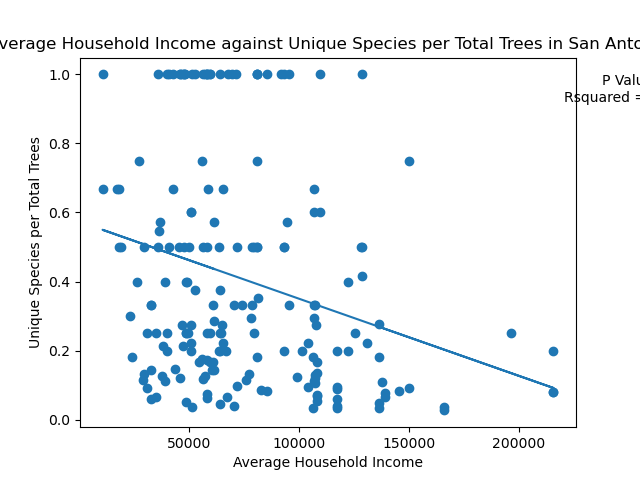 verage Household Income against Unique Species per Total Trees in San Anto
P Valu
Rsquared =
1.0
0.8
0.6
0.4
0.2
0.0
Unique Species per Total Trees
50000 100000 150000 200000
Average Household Income